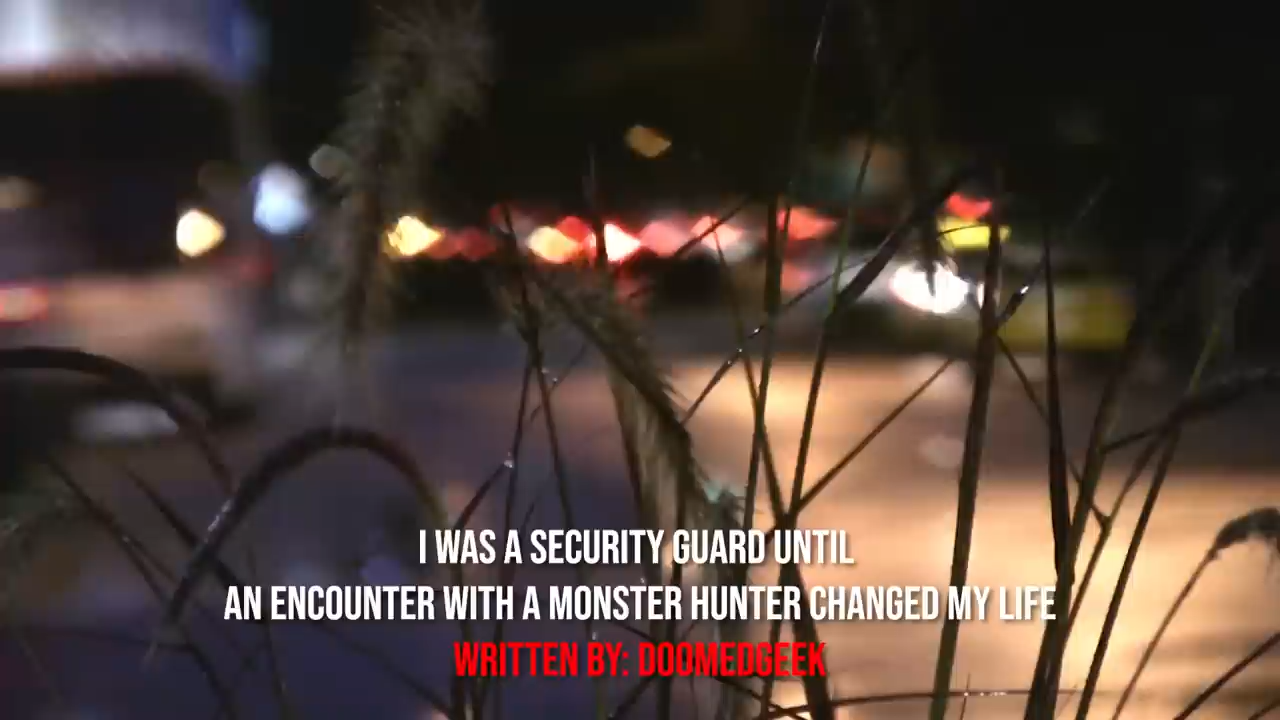 I WAS A SECURITY GUARD UNTIL
AN ENCOUNTER WITH A MONSTER HUNTER CHANGED MY LIFE
WRITTEN BY: DOOMEDGEEK